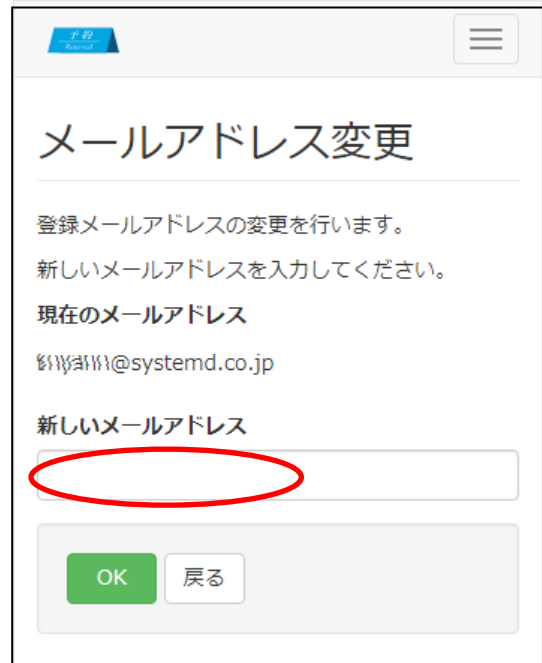 予約
メールアドレス変更
登録メールアドレスの変更を行います。
新しいメールアドレスを入力してください。
現在のメールアドレス
@systemd.co.jp
新しいメールアドレス
OK
戻る